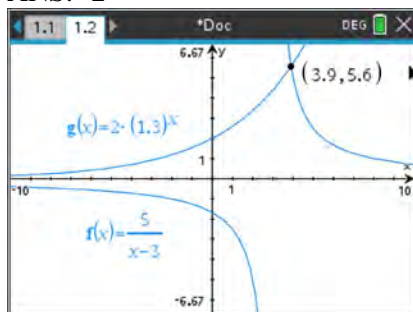 1.1 1.2 *Doc DEG
6.67 y
(3.9,5.6)
g(x)=2·(1.3)^x
1
x
-10 1 10
f(x)=5/(x-3)
-6.67